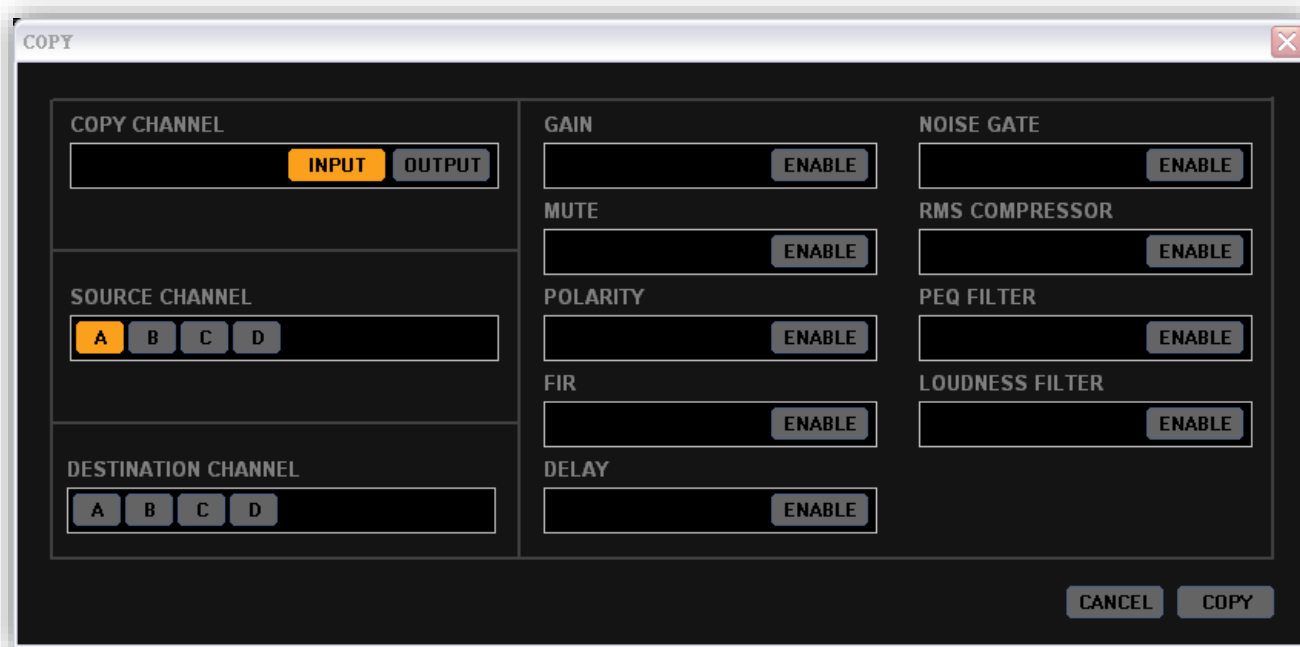 COPY
COPY CHANNEL
INPUT OUTPUT
SOURCE CHANNEL
A B C D
DESTINATION CHANNEL
A B C D
GAIN
ENABLE
MUTE
ENABLE
POLARITY
ENABLE
FIR
ENABLE
DELAY
ENABLE
NOISE GATE
ENABLE
RMS COMPRESSOR
ENABLE
PEQ FILTER
ENABLE
LOUDNESS FILTER
ENABLE
CANCEL COPY